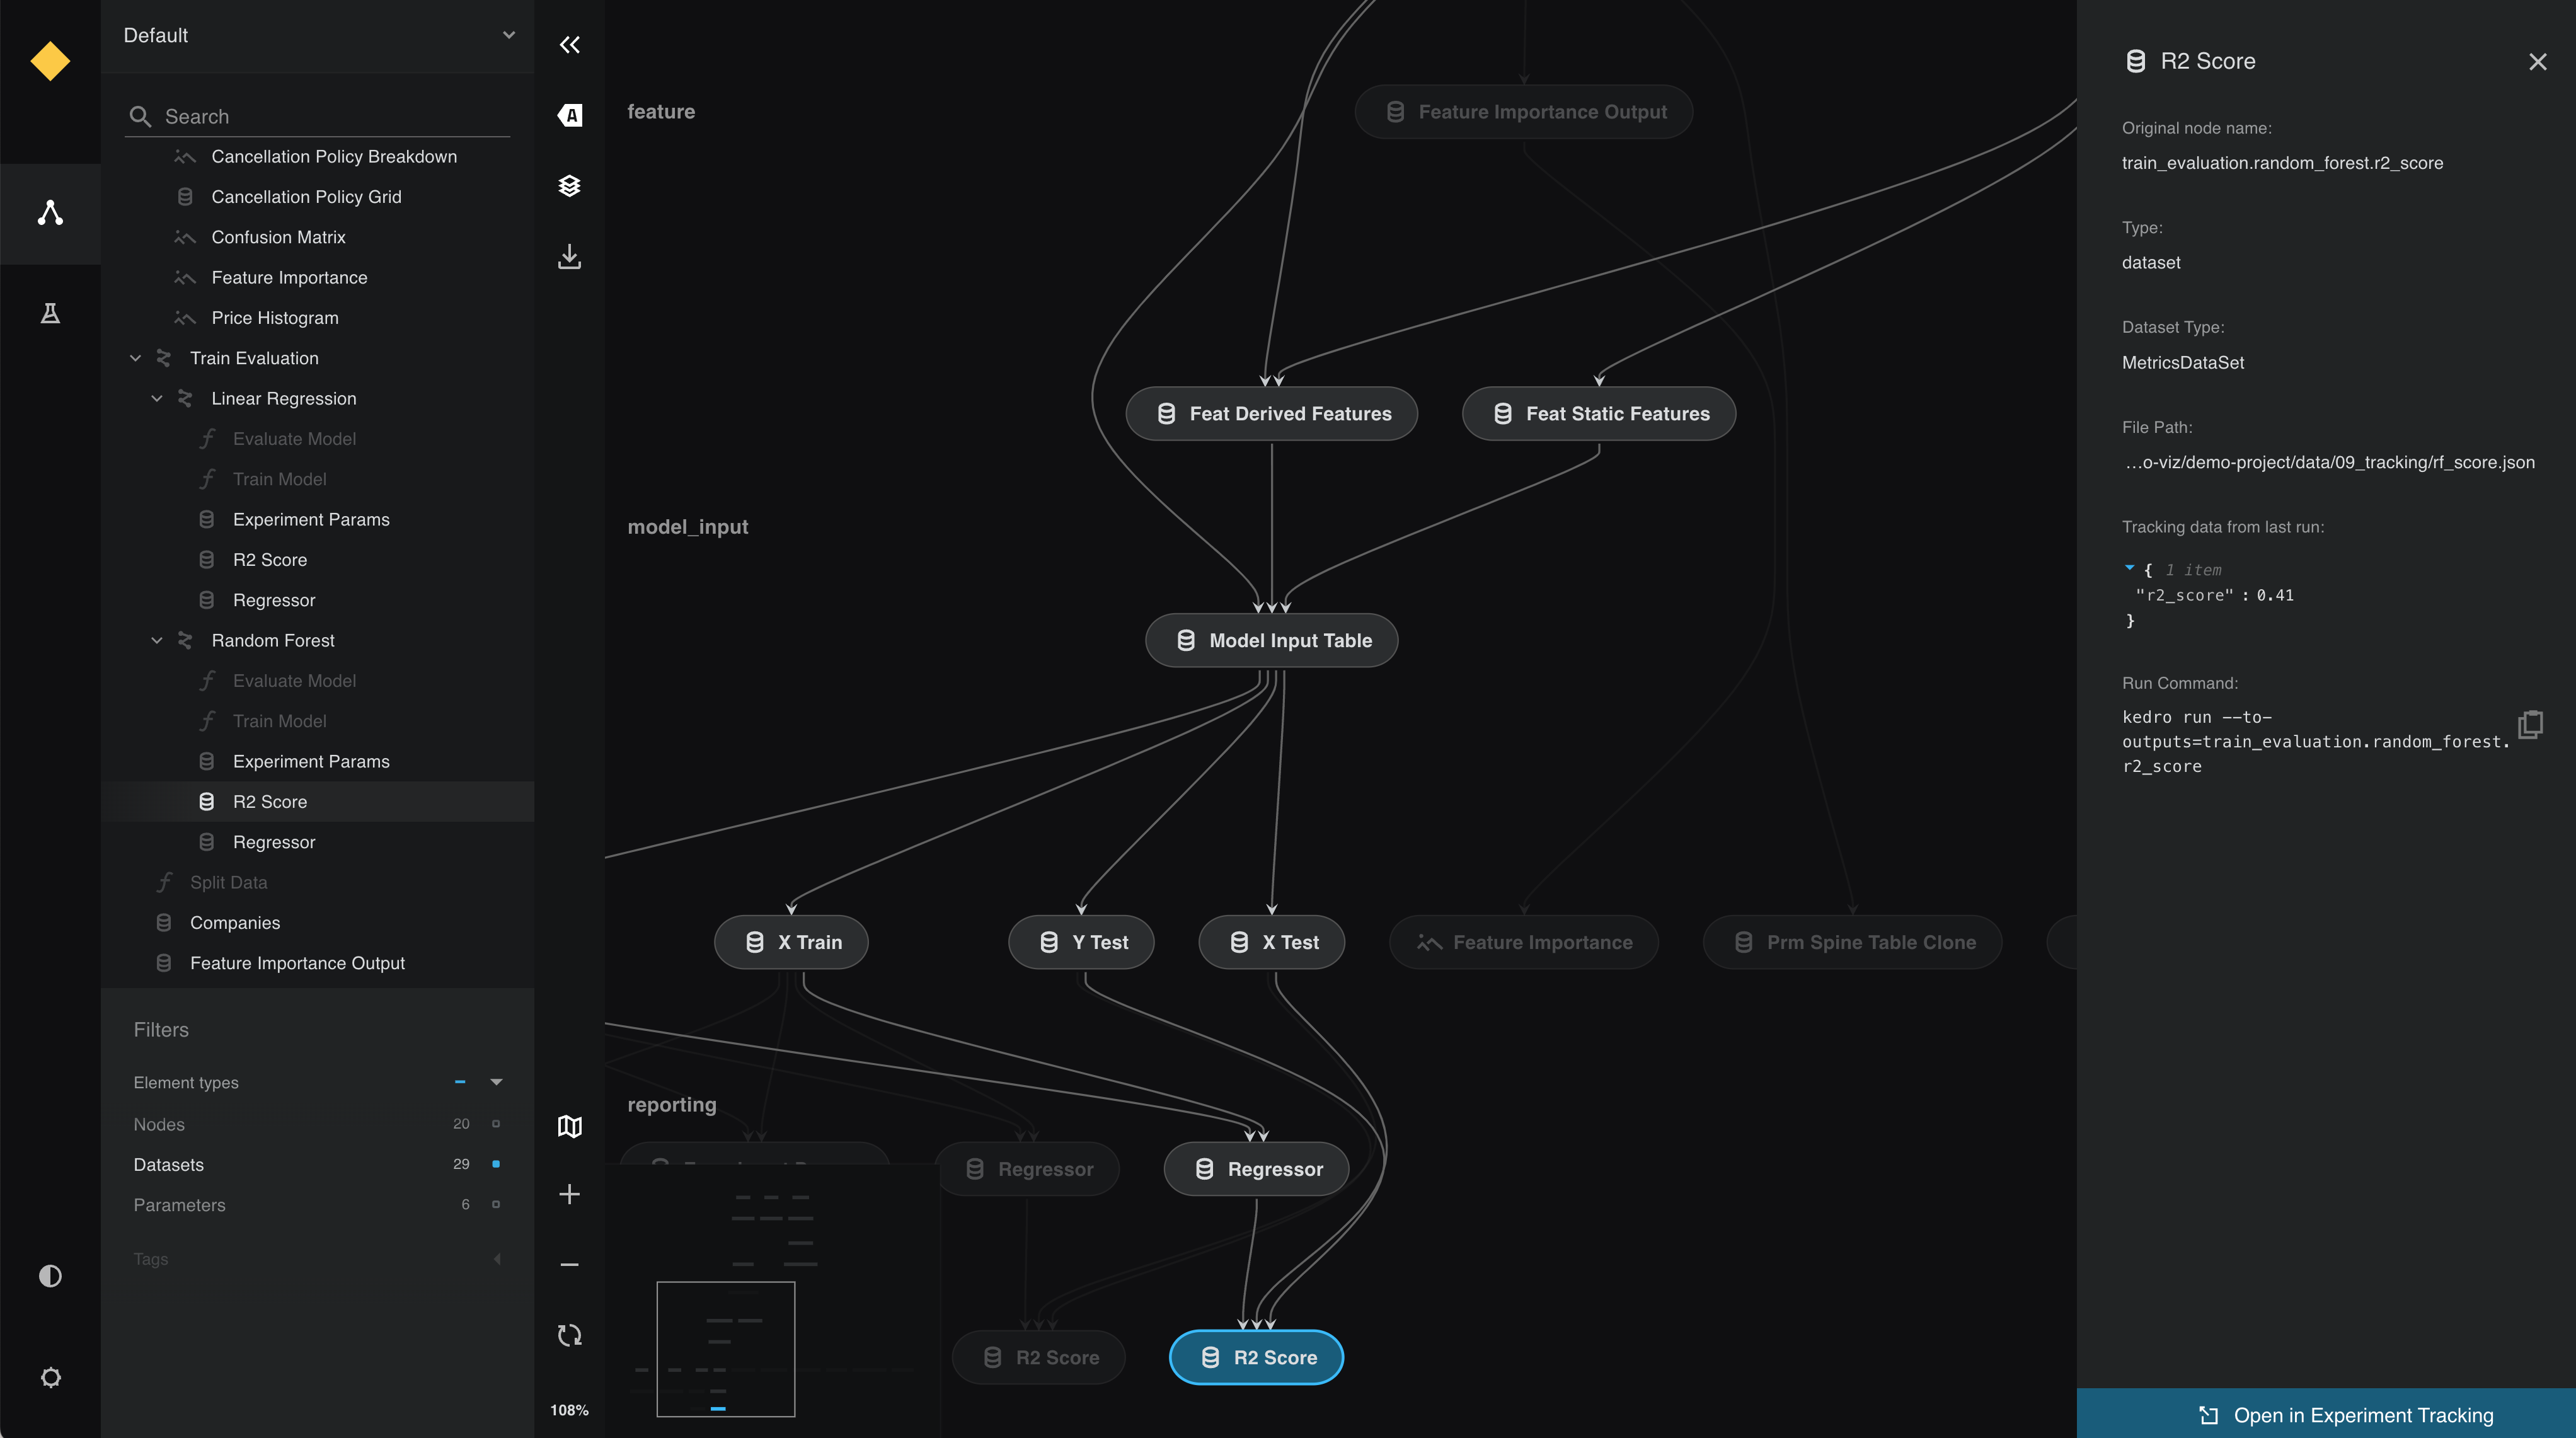 Default
Search
Cancellation Policy Breakdown
Cancellation Policy Grid
Confusion Matrix
Feature Importance
Price Histogram
Train Evaluation
Linear Regression
Evaluate Model
Train Model
Experiment Params
R2 Score
Regressor
Random Forest
Evaluate Model
Train Model
Experiment Params
R2 Score
Regressor
Split Data
Companies
Feature Importance Output
Filters
Element types
Nodes 20
Datasets 29
Parameters 6
Tags
A
108%
feature
Feature Importance Output
Feat Derived Features
Feat Static Features
model_input
Model Input Table
X Train
Y Test
X Test
Feature Importance
Prm Spine Table Clone
reporting
Regressor
Regressor
R2 Score
R2 Score
R2 Score
Original node name:
train_evaluation.random_forest.r2_score
Type:
dataset
Dataset Type:
MetricsDataSet
File Path:
...o-viz/demo-project/data/09_tracking/rf_score.json
Tracking data from last run:
{ 1 item
"r2_score" : 0.41
}
Run Command:
kedro run --to-
outputs=train_evaluation.random_forest.
r2_score
Open in Experiment Tracking